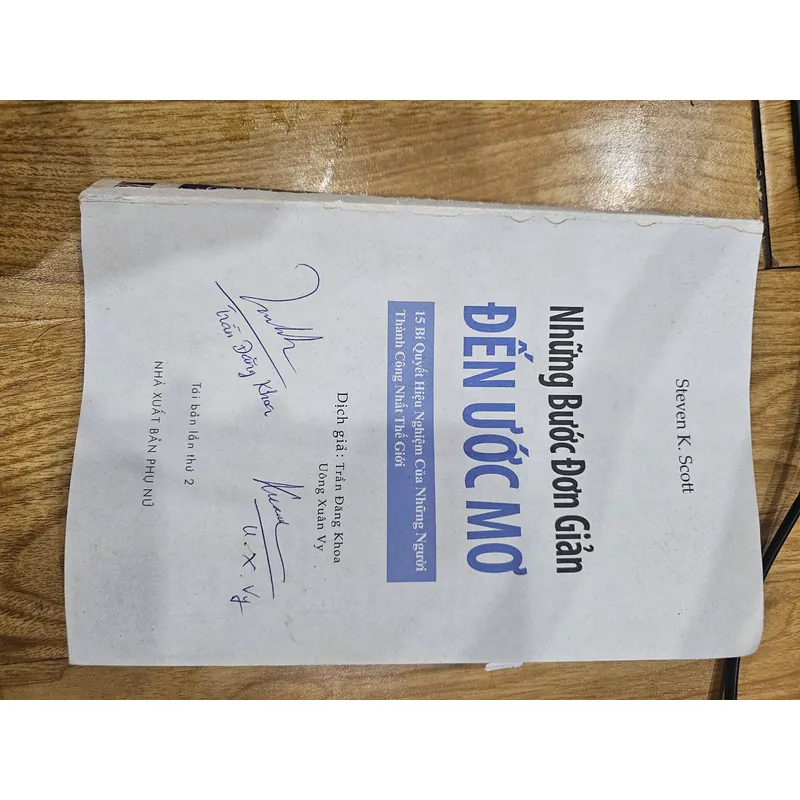 Steven K. Scott
Những Bước Đơn Giản
ĐẾN ƯỚC MƠ
15 Bí Quyết Hiệu Nghiệm Của Những Người
Thành Công Nhất Thế Giới
Dịch giả: Trần Đăng Khoa
Uông Xuân Vy
Trần Đăng Khoa
U.X.Vy
Tái bản lần thứ 2
NHÀ XUẤT BẢN PHỤ NỮ